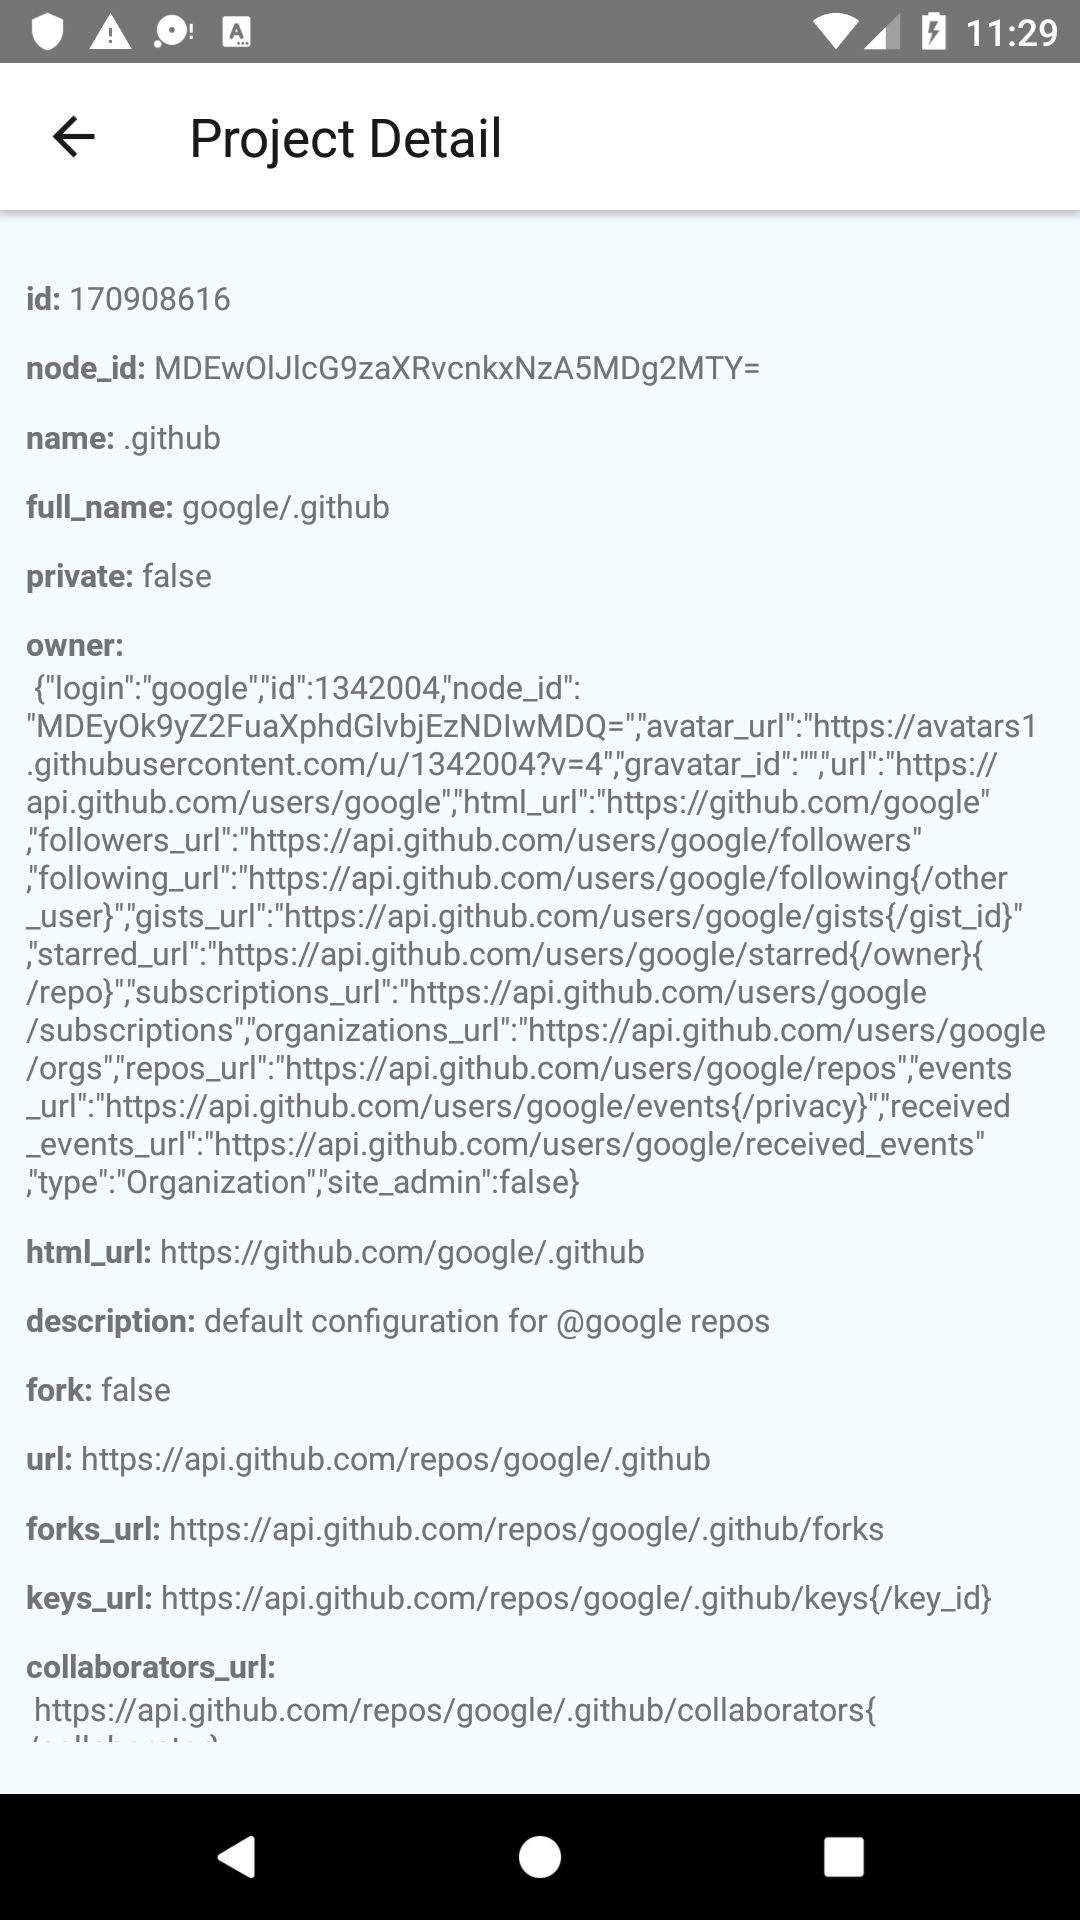 11:29
Project Detail
id: 170908616
node_id: MDEwOlJlcG9zaXRvcnkxNzA5MDg2MTY=
name: .github
full_name: google/.github
private: false
owner:
{"login":"google","id":1342004,"node_id":
"MDEyOk9yZ2FuaXphdGlvbjEzNDIwMDQ=","avatar_url":"https://avatars1
.githubusercontent.com/u/1342004?v=4","gravatar_id":"","url":"https://
api.github.com/users/google","html_url":"https://github.com/google"
,"followers_url":"https://api.github.com/users/google/followers"
,"following_url":"https://api.github.com/users/google/following{/other
_user}","gists_url":"https://api.github.com/users/google/gists{/gist_id}"
,"starred_url":"https://api.github.com/users/google/starred{/owner}{
/repo}","subscriptions_url":"https://api.github.com/users/google
/subscriptions","organizations_url":"https://api.github.com/users/google
/orgs","repos_url":"https://api.github.com/users/google/repos","events
_url":"https://api.github.com/users/google/events{/privacy}","received
_events_url":"https://api.github.com/users/google/received_events"
,"type":"Organization","site_admin":false}
html_url: https://github.com/google/.github
description: default configuration for @google repos
fork: false
url: https://api.github.com/repos/google/.github
forks_url: https://api.github.com/repos/google/.github/forks
keys_url: https://api.github.com/repos/google/.github/keys{/key_id}
collaborators_url:
https://api.github.com/repos/google/.github/collaborators{